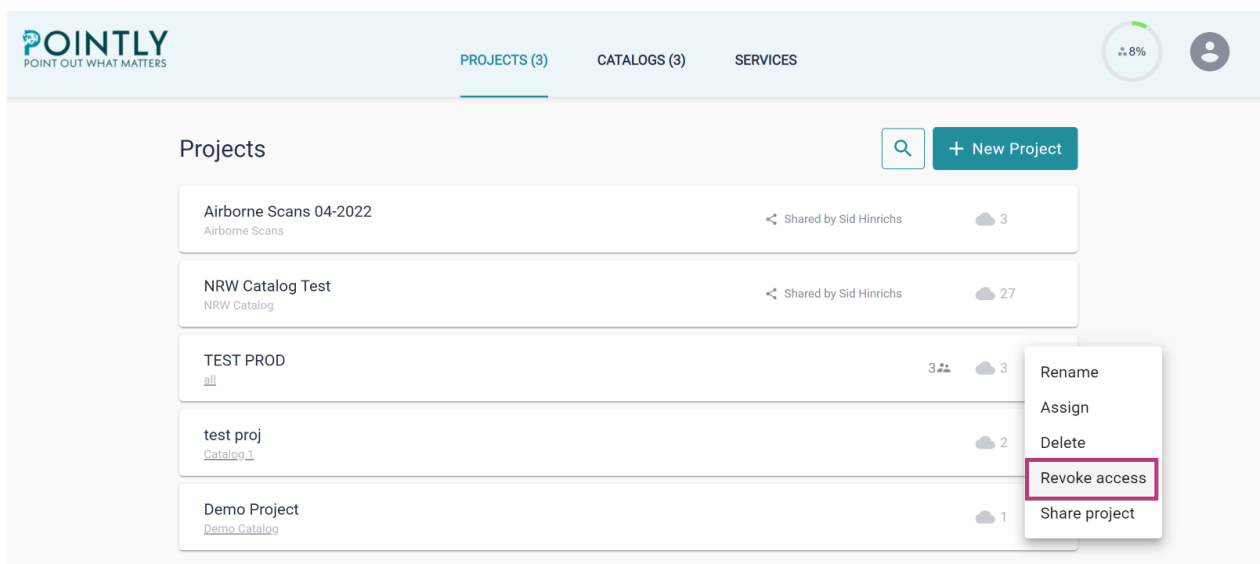 POINTLY
POINT OUT WHAT MATTERS
PROJECTS (3) CATALOGS (3) SERVICES
8%
Projects
+ New Project
Airborne Scans 04-2022
Airborne Scans
Shared by Sid Hinrichs 3
NRW Catalog Test
NRW Catalog
Shared by Sid Hinrichs 27
TEST PROD
all
3 3
test proj
Catalog 1
2
Demo Project
Demo Catalog
1
Rename
Assign
Delete
Revoke access
Share project